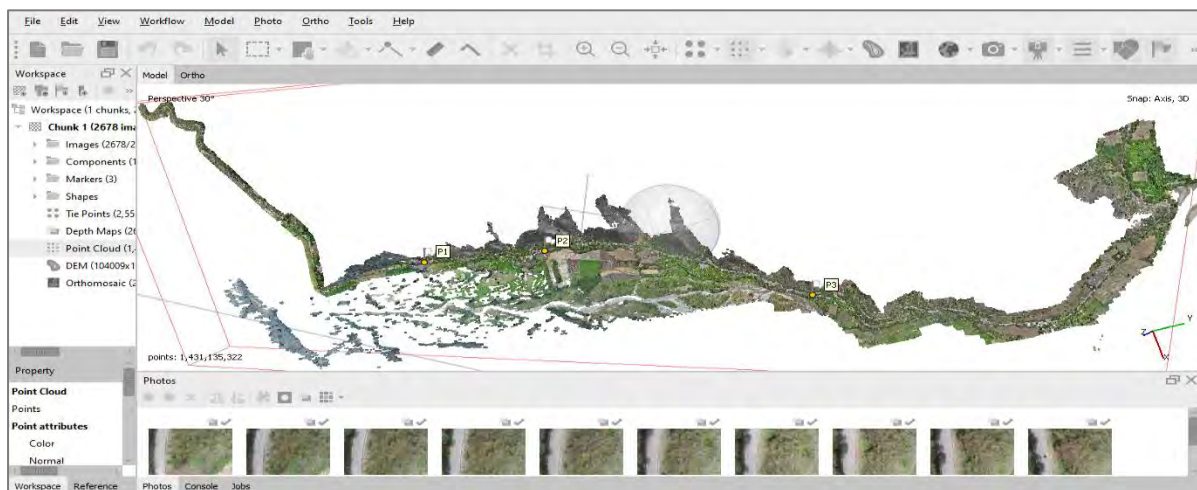 File Edit View Workflow Model Photo Ortho Tools Help
Workspace
Model Ortho
Perspective 30°
Snap: Axis, 3D
Workspace (1 chunks,
Chunk 1 (2678 ima
Images (2678/2
Components (1
Markers (3)
Shapes
Tie Points (2,55
Depth Maps (26
Point Cloud (1,
DEM (104009x1
Orthomosaic (2
P1
P2
P3
Z Y
X
points: 1,431,135,322
Property
Point Cloud
Points
Point attributes
Color
Normal
Photos
Workspace Reference
Photos Console Jobs